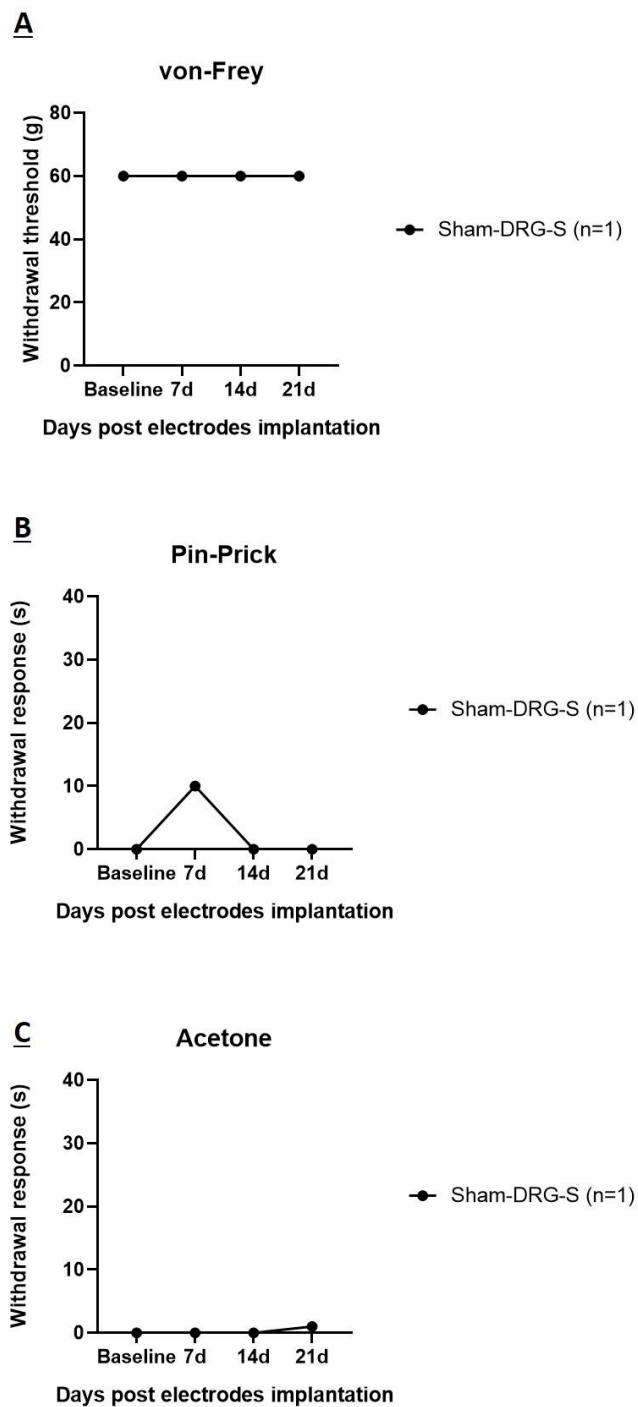 A
von-Frey
Withdrawal threshold (g)
80
60
40
20
0
Baseline 7d 14d 21d
Days post electrodes implantation
Sham-DRG-S (n=1)
B
Pin-Prick
Withdrawal response (s)
40
30
20
10
0
Baseline 7d 14d 21d
Days post electrodes implantation
Sham-DRG-S (n=1)
C
Acetone
Withdrawal response (s)
40
30
20
10
0
Baseline 7d 14d 21d
Days post electrodes implantation
Sham-DRG-S (n=1)